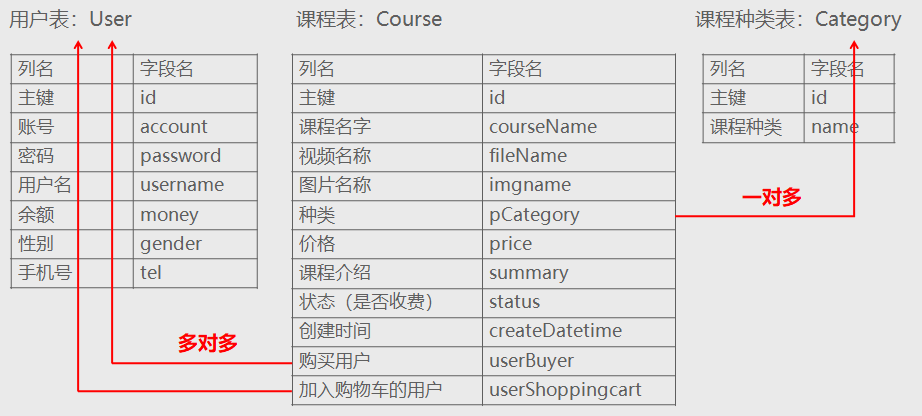 用户表：User
列名 字段名
主键 id
账号 account
密码 password
用户名 username
余额 money
性别 gender
手机号 tel
课程表：Course
列名 字段名
主键 id
课程名字 courseName
视频名称 fileName
图片名称 imgname
种类 pCategory
价格 price
课程介绍 summary
状态（是否收费） status
创建时间 createDatetime
购买用户 userBuyer
加入购物车的用户 userShoppingcart
课程种类表：Category
列名 字段名
主键 id
课程种类 name
一对多
多对多